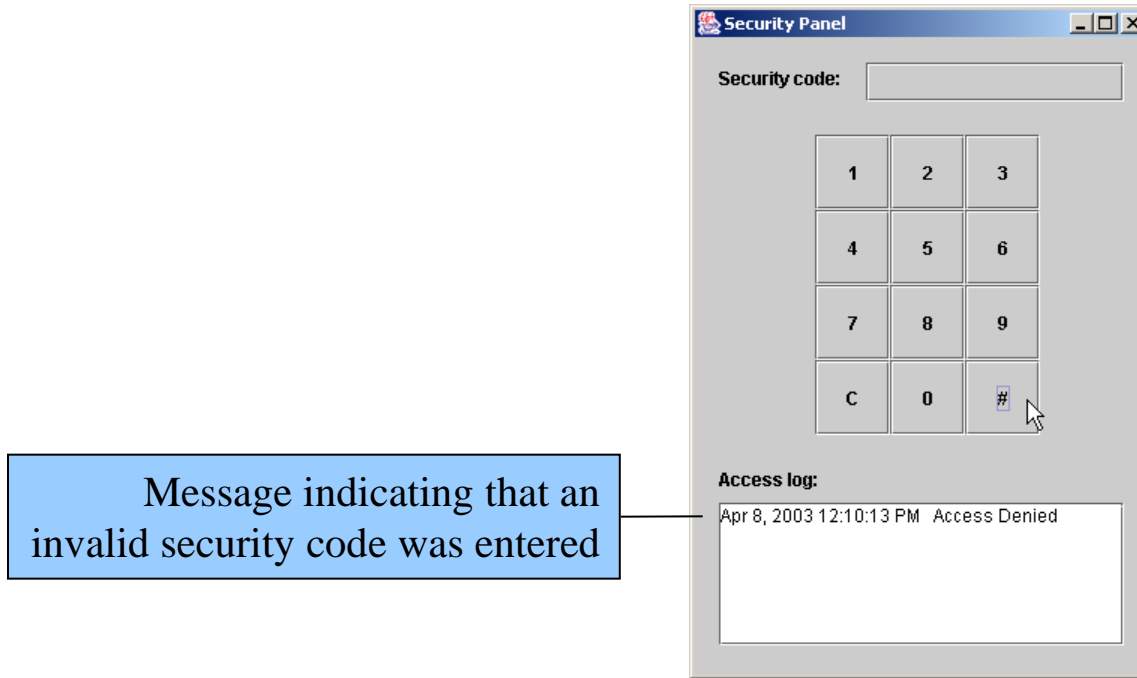 Security Panel
Security code:
1 2 3
4 5 6
7 8 9
C 0 #
Message indicating that an
invalid security code was entered
Access log:
Apr 8, 2003 12:10:13 PM Access Denied